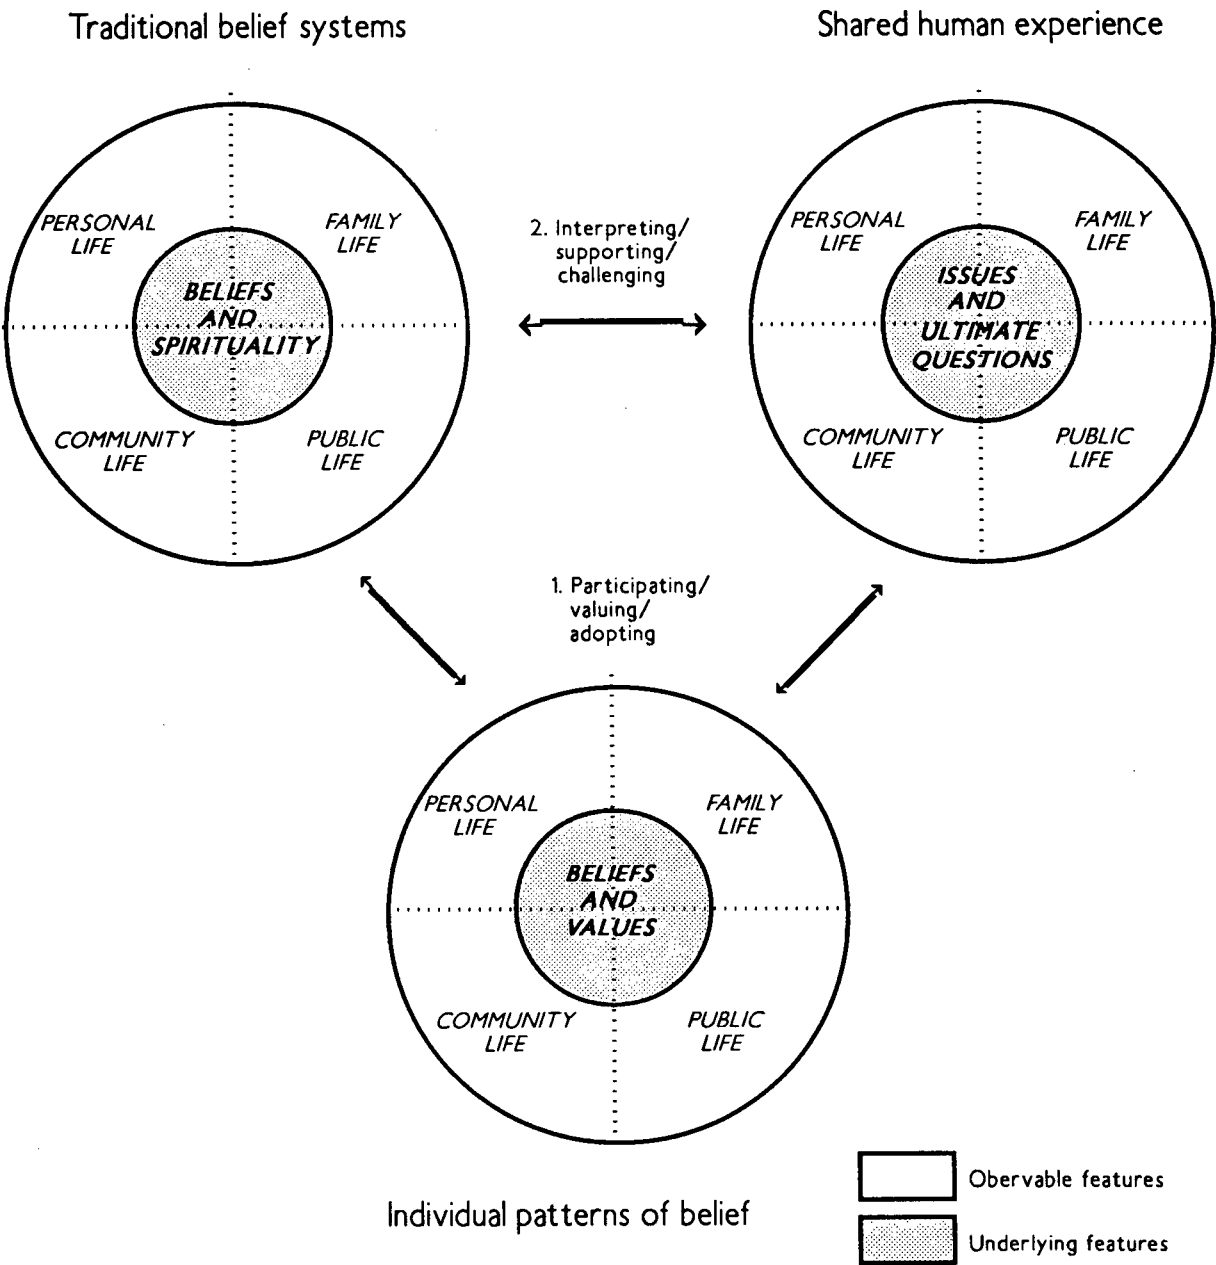 Traditional belief systems
Shared human experience
PERSONAL
LIFE
FAMILY
LIFE
BELIEFS
AND
SPIRITUALITY
COMMUNITY
LIFE
PUBLIC
LIFE
2. Interpreting/
supporting/
challenging
PERSONAL
LIFE
FAMILY
LIFE
ISSUES
AND
ULTIMATE
QUESTIONS
COMMUNITY
LIFE
PUBLIC
LIFE
1. Participating/
valuing/
adopting
PERSONAL
LIFE
FAMILY
LIFE
BELIEFS
AND
VALUES
COMMUNITY
LIFE
PUBLIC
LIFE
Individual patterns of belief
Obervable features
Underlying features